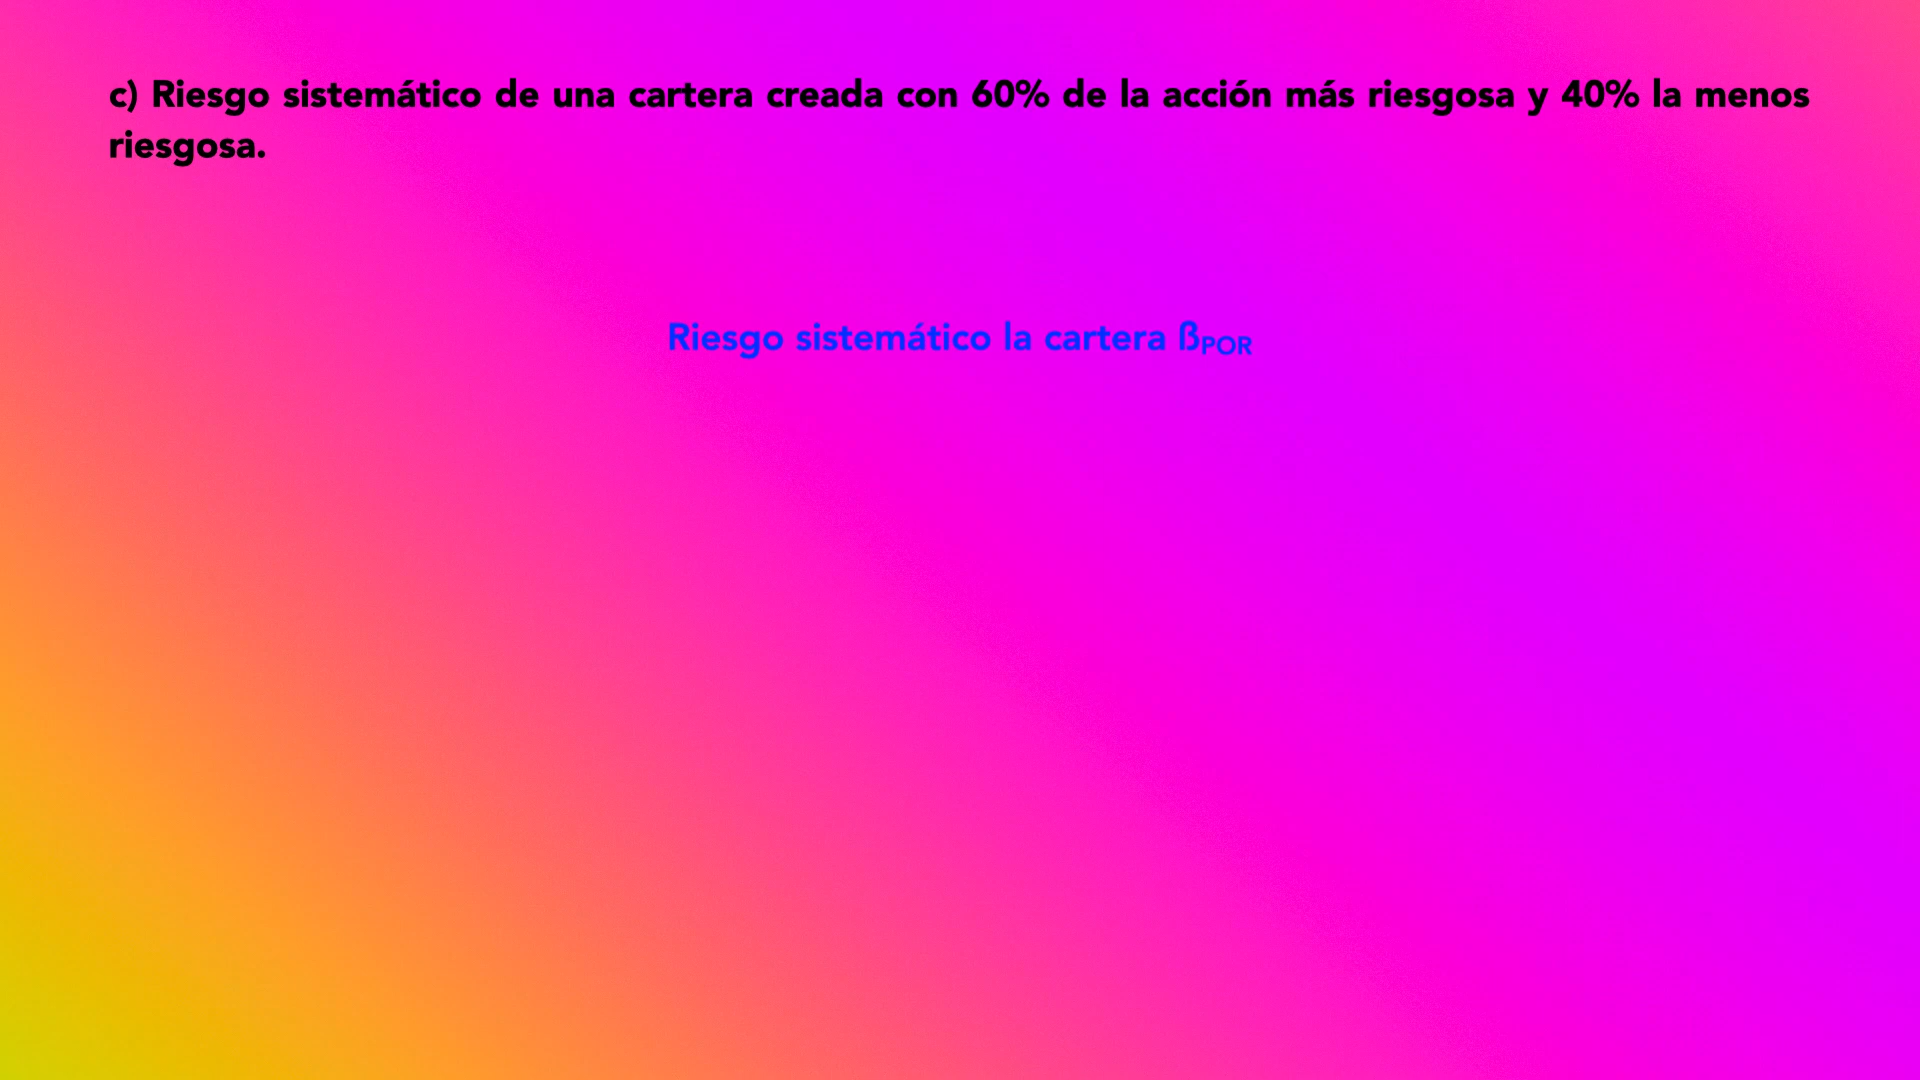 c) Riesgo sistemático de una cartera creada con 60% de la acción más riesgosa y 40% la menos
riesgosa.
Riesgo sistemático la cartera ßPOR